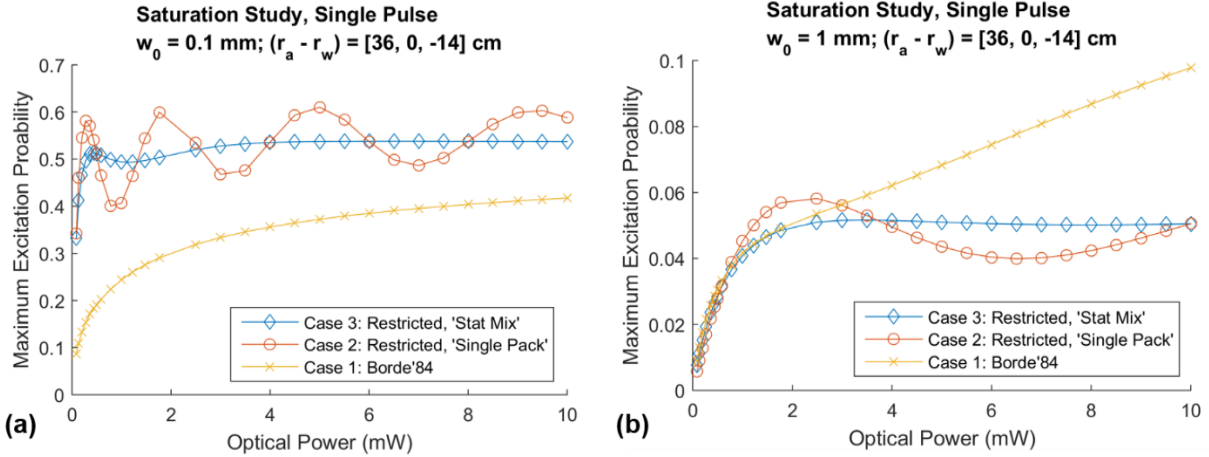 Saturation Study, Single Pulse
w0 = 0.1 mm; (ra - rw) = [36, 0, -14] cm
Maximum Excitation Proability
0.7
0.6
0.5
0.4
0.3
0.2
0.1
0
0 2 4 6 8 10
Case 3: Restricted, 'Stat Mix'
Case 2: Restricted, 'Single Pack'
Case 1: Borde'84
Optical Power (mW)
(a)
Saturation Study, Single Pulse
w0 = 1 mm; (ra - rw) = [36, 0, -14] cm
Maximum Excitation Proability
0.1
0.08
0.06
0.04
0.02
0
0 2 4 6 8 10
Case 3: Restricted, 'Stat Mix'
Case 2: Restricted, 'Single Pack'
Case 1: Borde'84
Optical Power (mW)
(b)